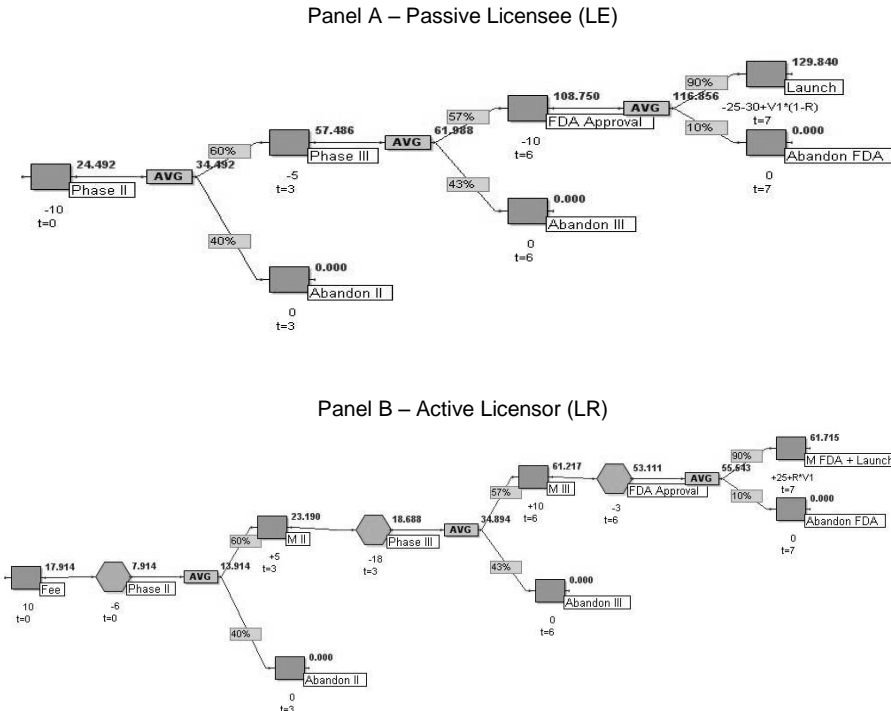 Panel A – Passive Licensee (LE)
129.840
90%
Launch
108.750
116.856
-25-30+V1*(1-R)
t=7
57%
AVG
FDA Approval
57.486
61.988
-10
t=6
10%
0.000
Abandon FDA
0
t=7
60%
AVG
Phase III
24.492
34.492
-5
t=3
43%
AVG
Phase II
-10
t=0
0.000
Abandon III
0
t=6
40%
0.000
Abandon II
0
t=3
Panel B – Active Licensor (LR)
61.715
90%
M FDA + Launch
61.217
53.111
55.543
+25+R*V1
t=7
57%
M III
AVG
FDA Approval
+10
t=6
-3
t=6
10%
0.000
Abandon FDA
0
t=7
23.190
18.688
34.894
60%
M II
AVG
Phase III
+5
t=3
-18
t=3
43%
17.914
7.914
13.914
AVG
Fee
Phase II
10
t=0
-6
t=0
0.000
Abandon III
0
t=6
40%
0.000
Abandon II
0
t=3